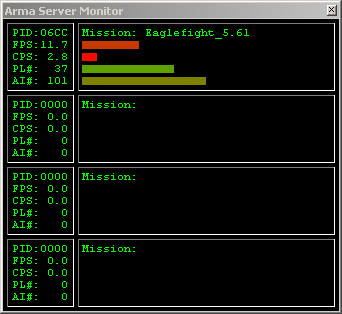 Arma Server Monitor
PID:06CC Mission: Eaglefight_5.61
FPS:11.7
CPS: 2.8
PL#: 37
AI#: 101
PID:0000 Mission:
FPS: 0.0
CPS: 0.0
PL#: 0
AI#: 0
PID:0000 Mission:
FPS: 0.0
CPS: 0.0
PL#: 0
AI#: 0
PID:0000 Mission:
FPS: 0.0
CPS: 0.0
PL#: 0
AI#: 0